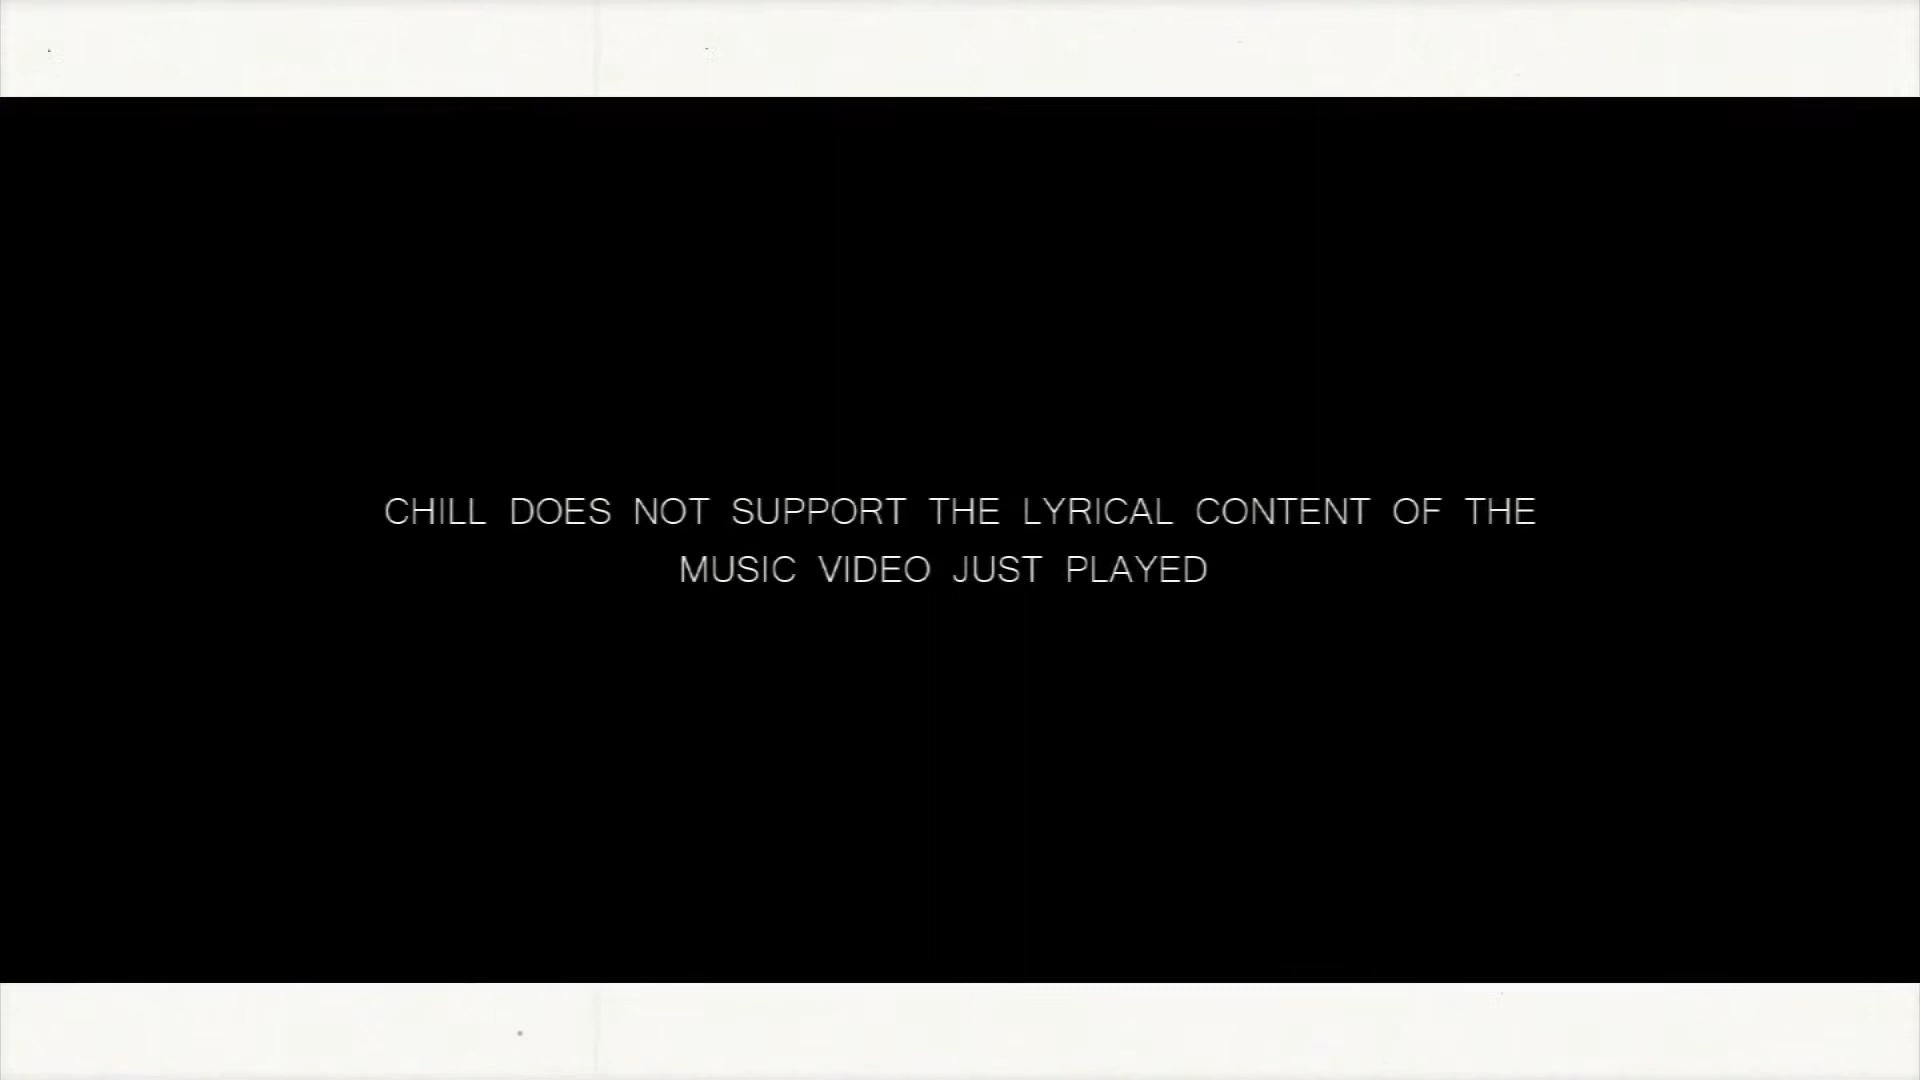 CHILL DOES NOT SUPPORT THE LYRICAL CONTENT OF THE
MUSIC VIDEO JUST PLAYED